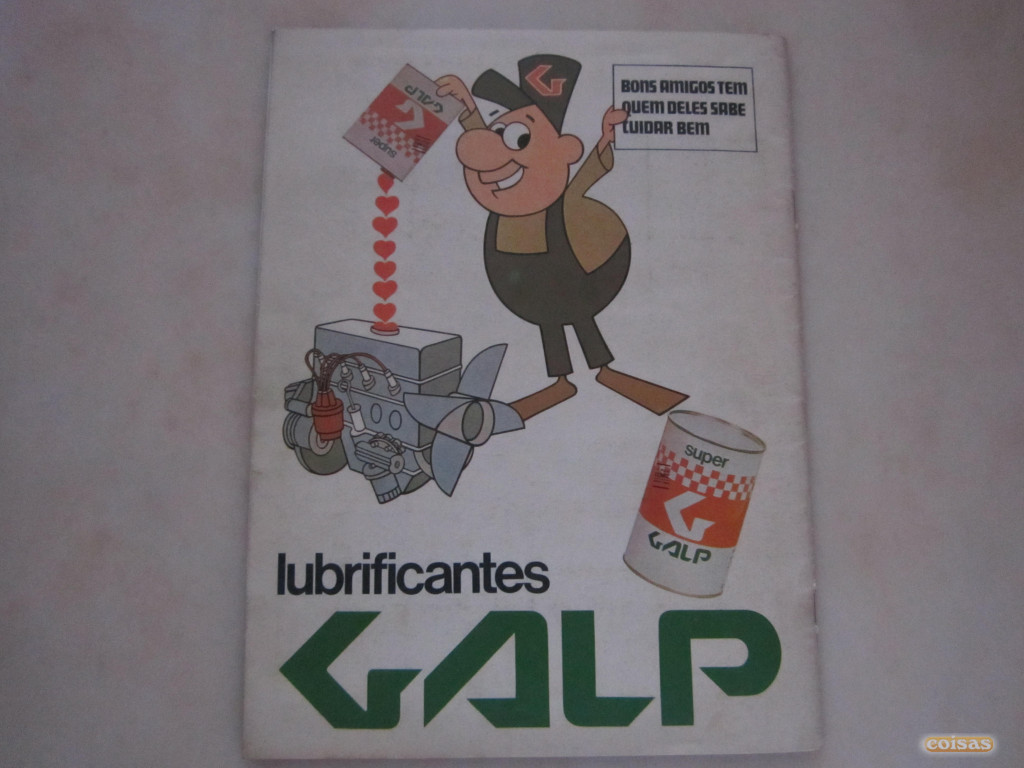 BONS AMIGOS TEM
QUEM DELES SABE
CUIDAR BEM
GALP
super
super
GALP
lubrificantes
GALP
coisas